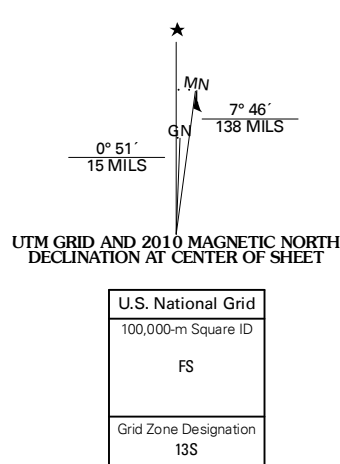 MN
7° 46´
138 MILS
GN
0° 51´
15 MILS
UTM GRID AND 2010 MAGNETIC NORTH
DECLINATION AT CENTER OF SHEET
U.S. National Grid
100,000-m Square ID
FS
Grid Zone Designation
13S